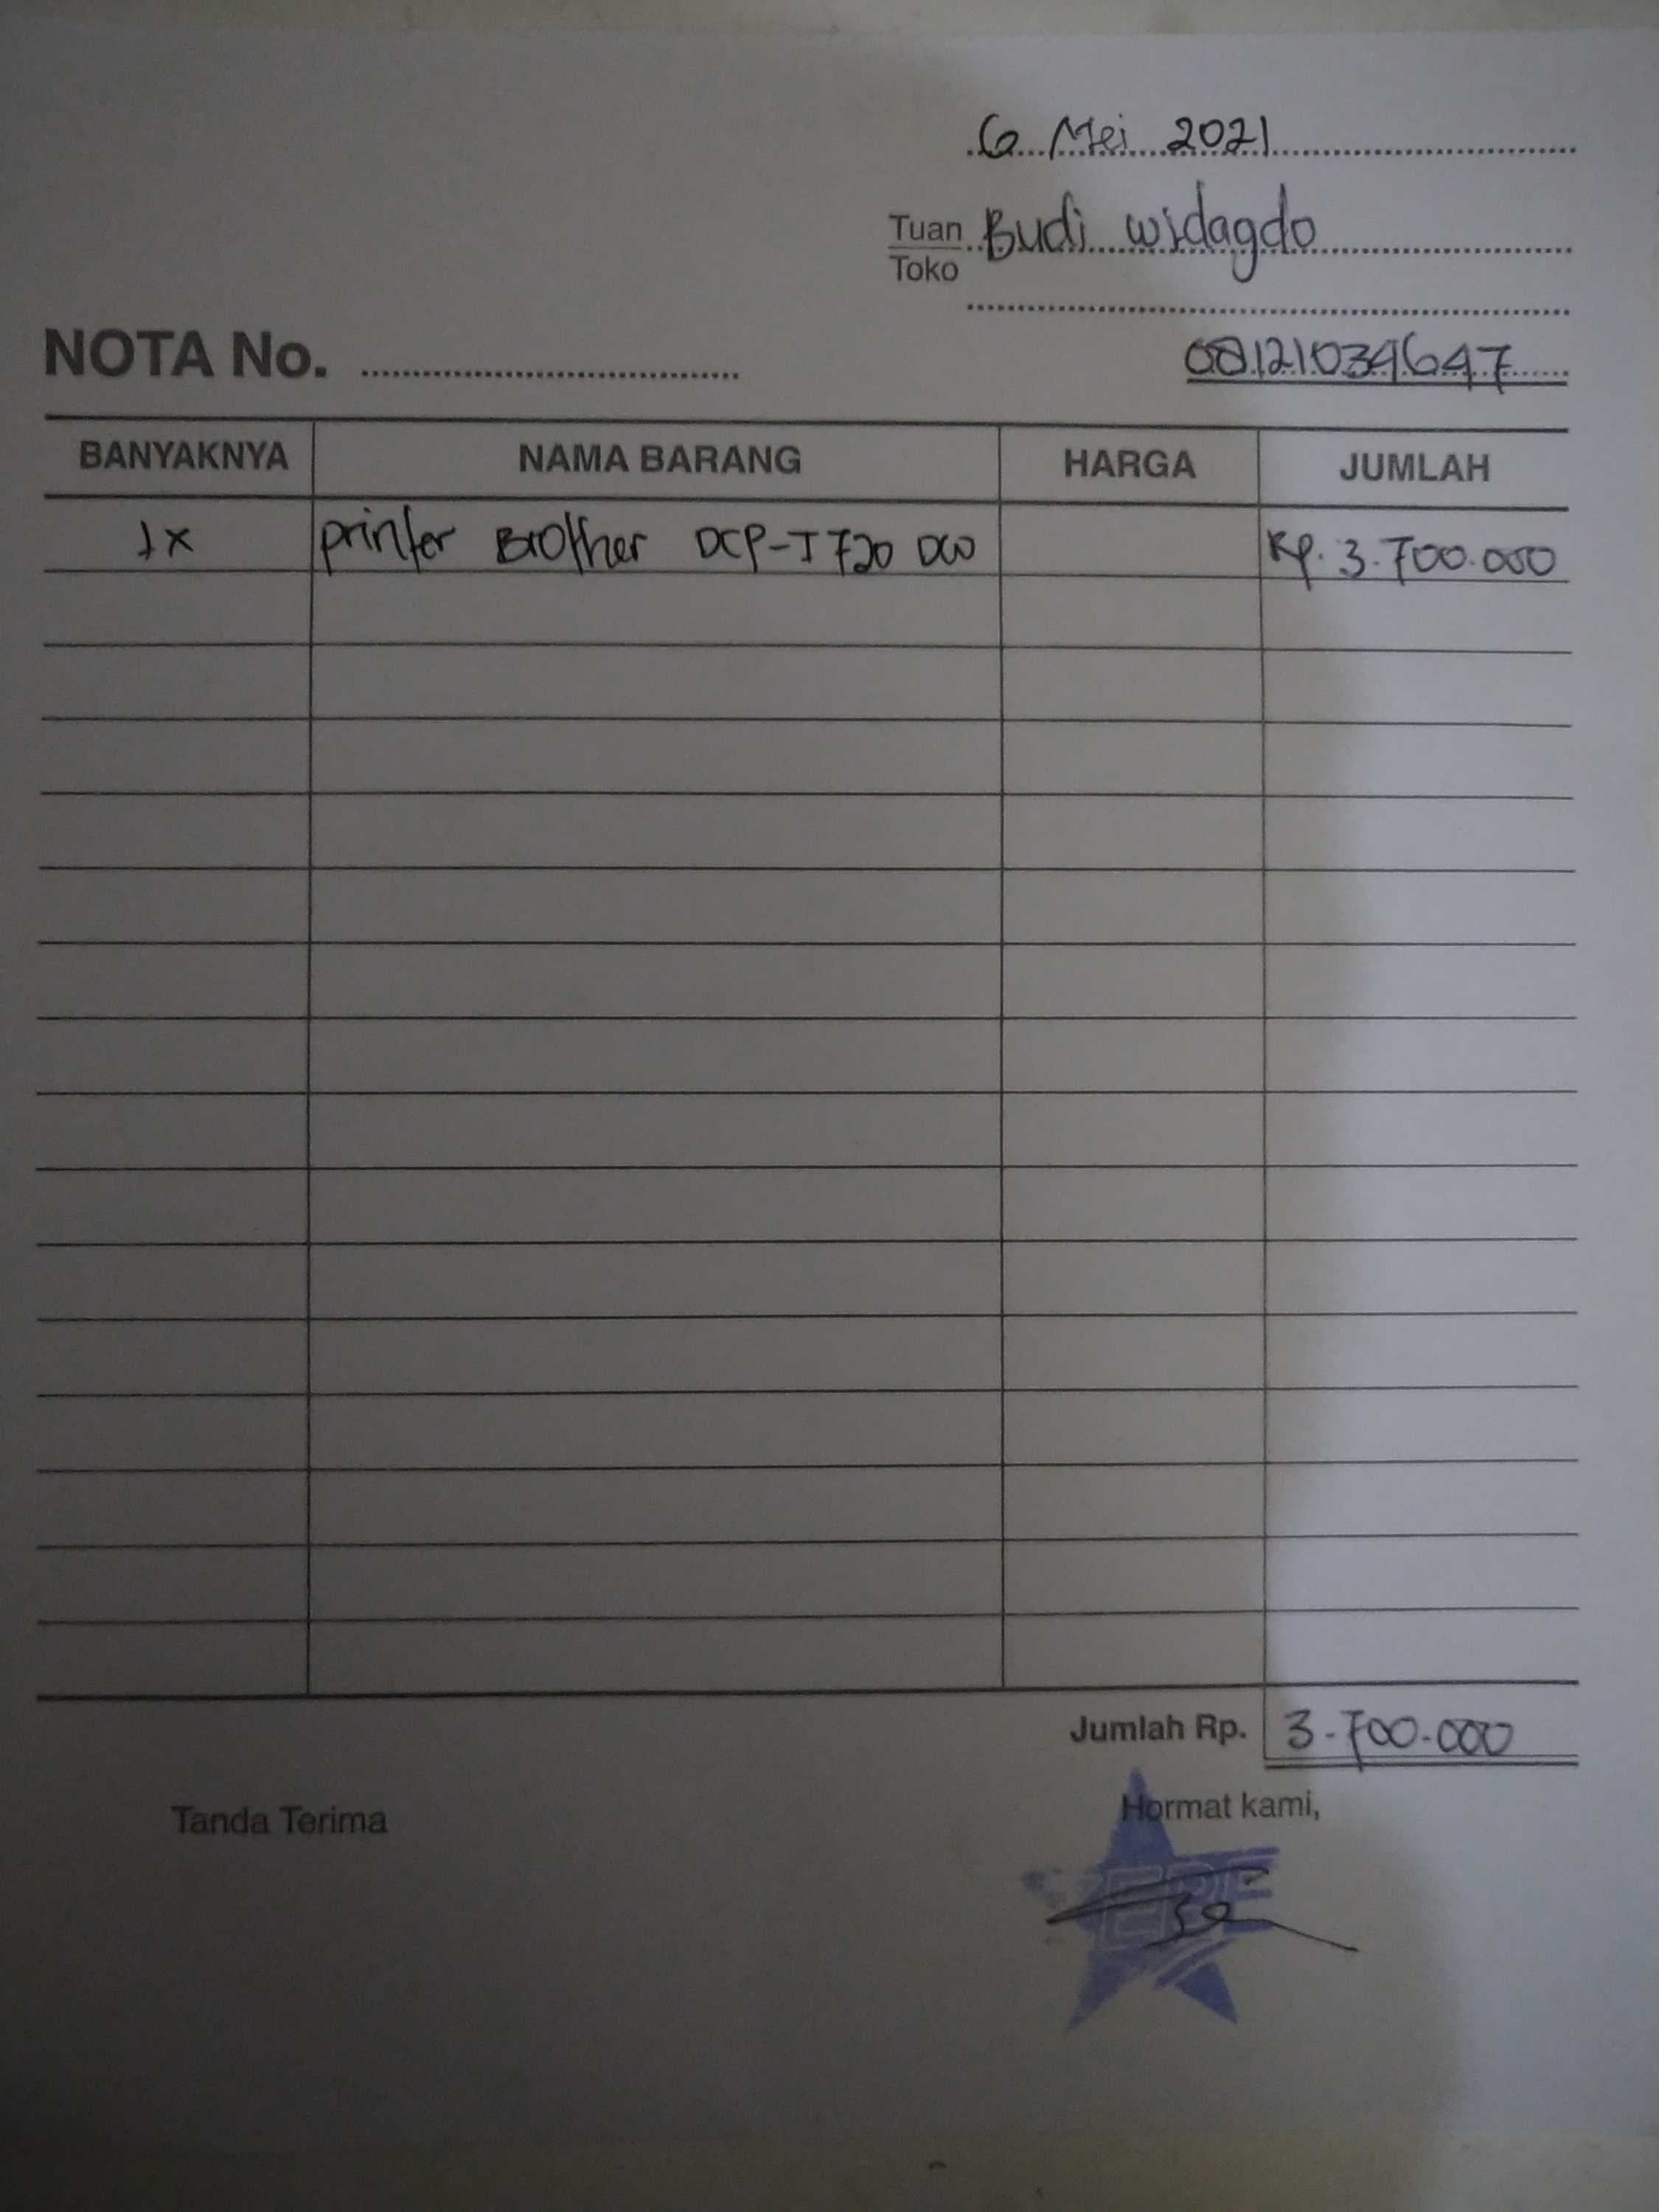 6 Mei 2021
Tuan Budi Widagdo
Toko
NOTA No.
08121034647
BANYAKNYA NAMA BARANG HARGA JUMLAH
1x printer Brother DCP-T720 DW Rp. 3.700.000
Jumlah Rp. 3.700.000
Tanda Terima Hormat kami,